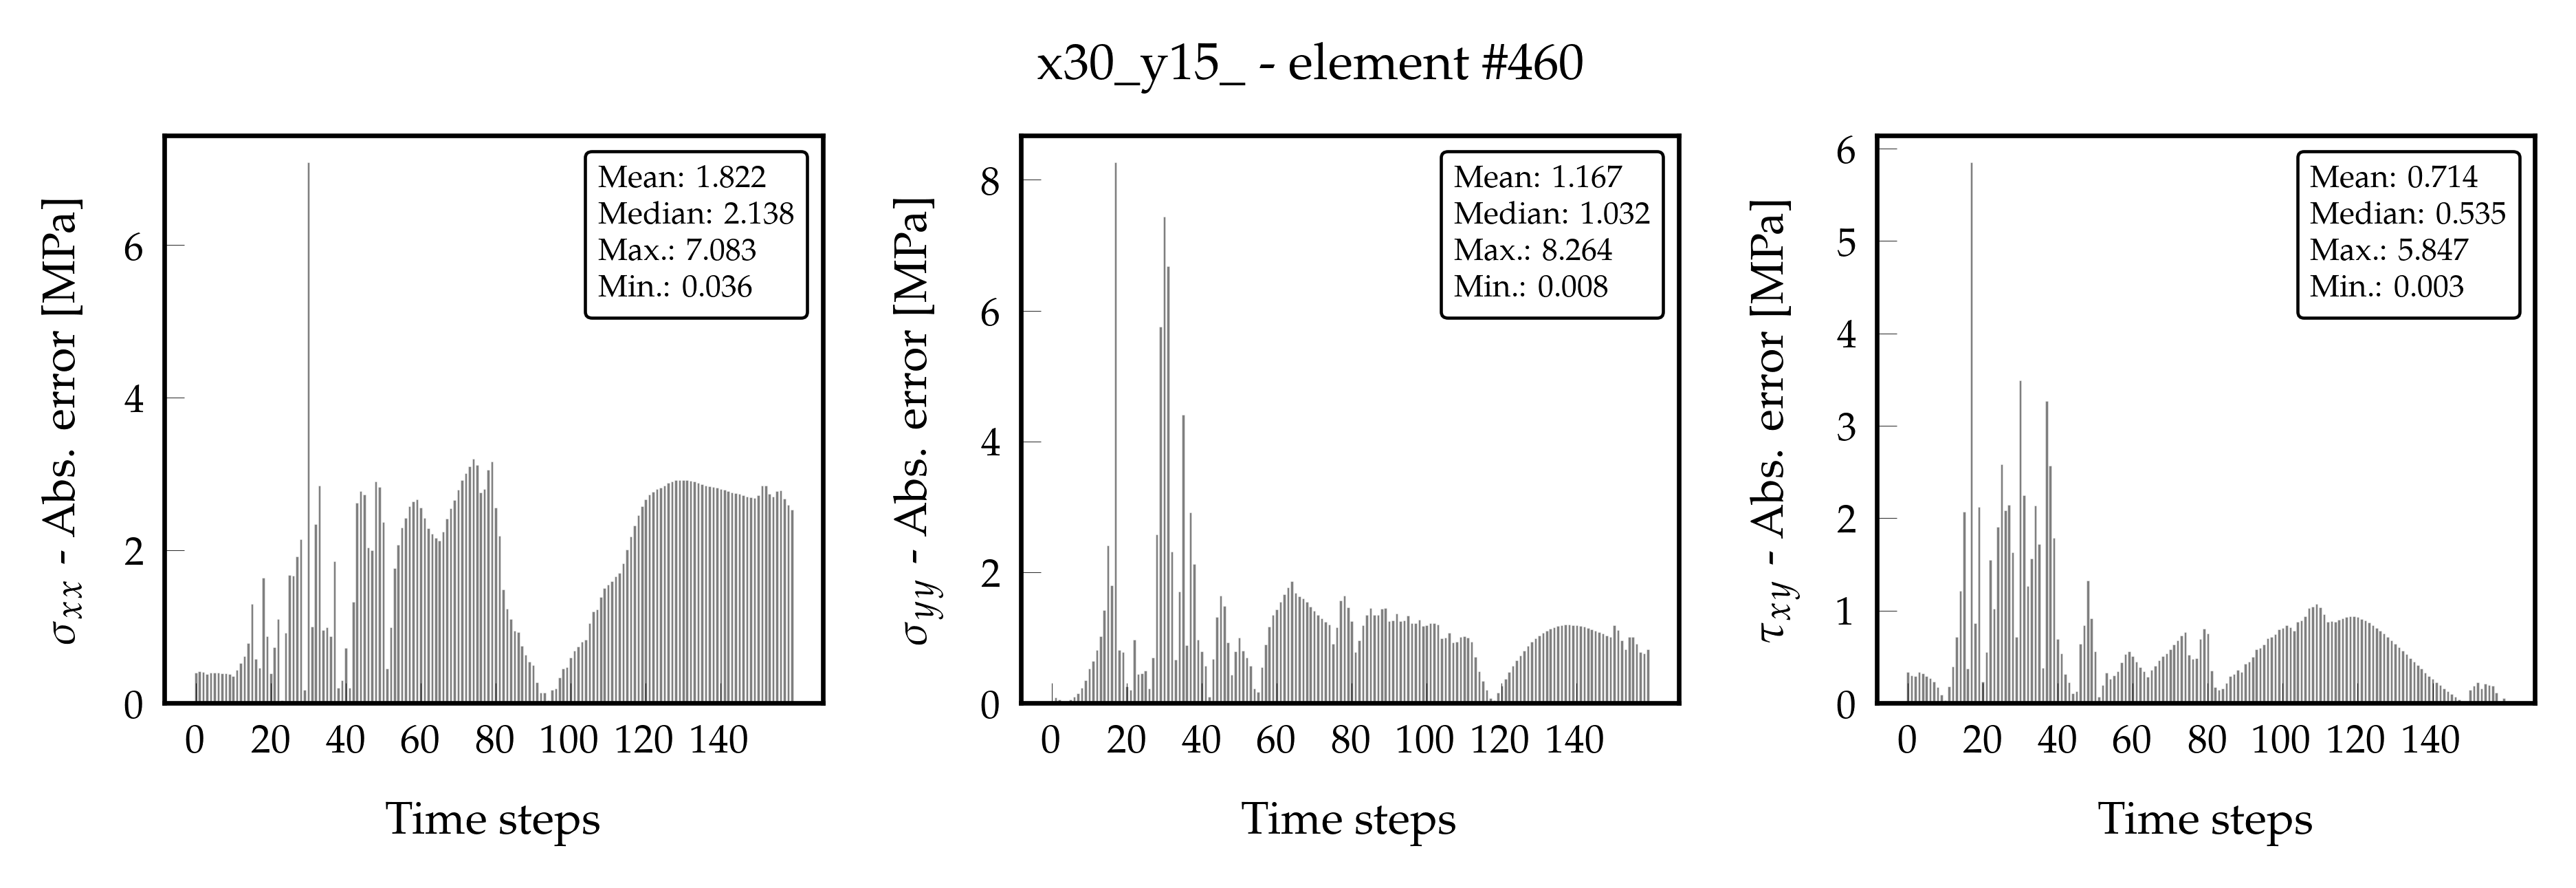 x30_y15_ - element #460
σxx - Abs. error [MPa]
6
4
2
0
Mean: 1.822
Median: 2.138
Max.: 7.083
Min.: 0.036
0 20 40 60 80 100 120 140
Time steps
σyy - Abs. error [MPa]
8
6
4
2
0
Mean: 1.167
Median: 1.032
Max.: 8.264
Min.: 0.008
0 20 40 60 80 100 120 140
Time steps
τxy - Abs. error [MPa]
6
5
4
3
2
1
0
Mean: 0.714
Median: 0.535
Max.: 5.847
Min.: 0.003
0 20 40 60 80 100 120 140
Time steps